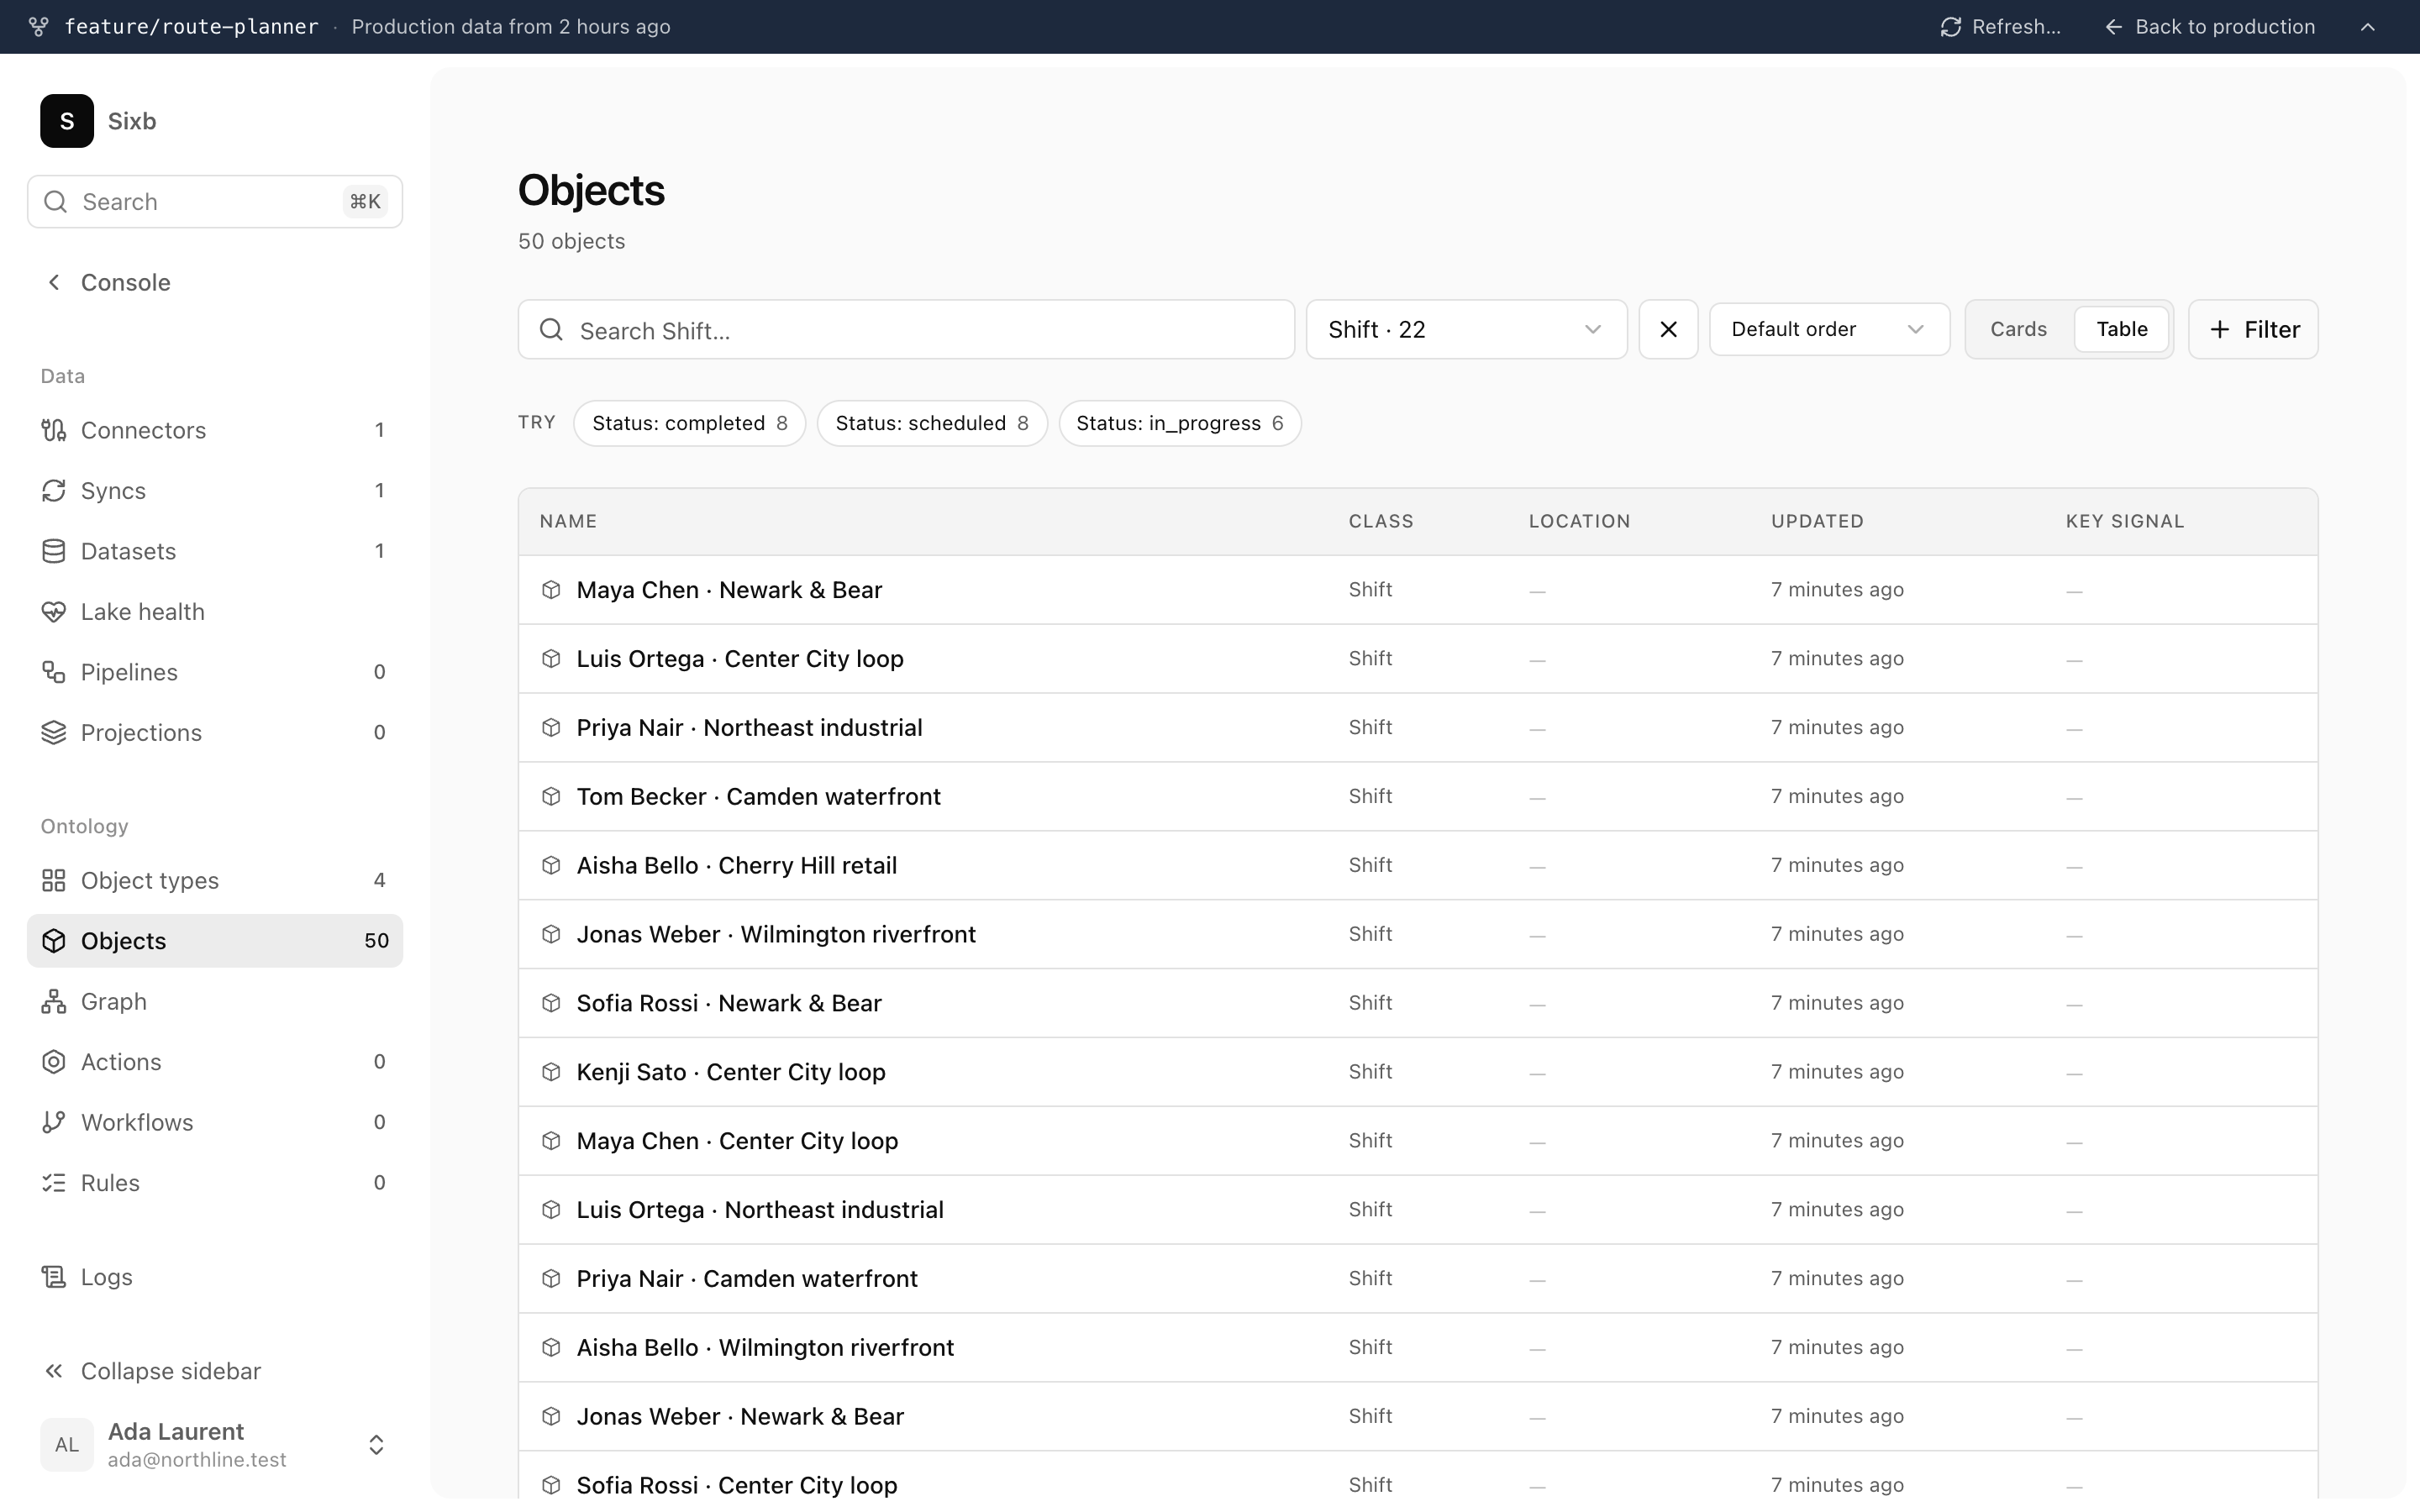 feature/route-planner · Production data from 2 hours ago
Refresh...
Back to production
S
Sixb
Search
⌘K
Console
Data
Connectors 1
Syncs 1
Datasets 1
Lake health
Pipelines 0
Projections 0
Ontology
Object types 4
Objects 50
Graph
Actions 0
Workflows 0
Rules 0
Logs
Collapse sidebar
AL
Ada Laurent
ada@northline.test
Objects
50 objects
Search Shift...
Shift · 22
Default order
Cards
Table
Filter
TRY
Status: completed 8
Status: scheduled 8
Status: in_progress 6
NAME CLASS LOCATION UPDATED KEY SIGNAL
Maya Chen · Newark & Bear Shift — 7 minutes ago —
Luis Ortega · Center City loop Shift — 7 minutes ago —
Priya Nair · Northeast industrial Shift — 7 minutes ago —
Tom Becker · Camden waterfront Shift — 7 minutes ago —
Aisha Bello · Cherry Hill retail Shift — 7 minutes ago —
Jonas Weber · Wilmington riverfront Shift — 7 minutes ago —
Sofia Rossi · Newark & Bear Shift — 7 minutes ago —
Kenji Sato · Center City loop Shift — 7 minutes ago —
Maya Chen · Center City loop Shift — 7 minutes ago —
Luis Ortega · Northeast industrial Shift — 7 minutes ago —
Priya Nair · Camden waterfront Shift — 7 minutes ago —
Aisha Bello · Wilmington riverfront Shift — 7 minutes ago —
Jonas Weber · Newark & Bear Shift — 7 minutes ago —
Sofia Rossi · Center City loop Shift — 7 minutes ago —